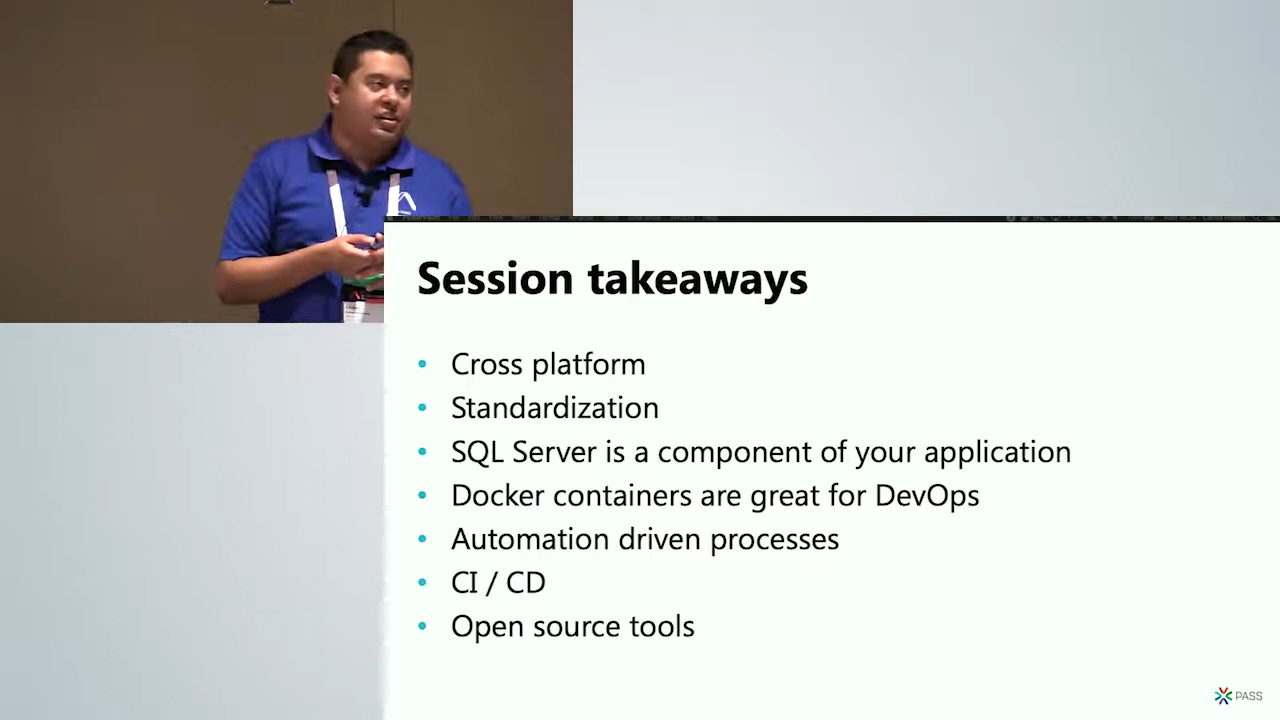 Session takeaways
• Cross platform
• Standardization
• SQL Server is a component of your application
• Docker containers are great for DevOps
• Automation driven processes
• CI / CD
• Open source tools
PASS